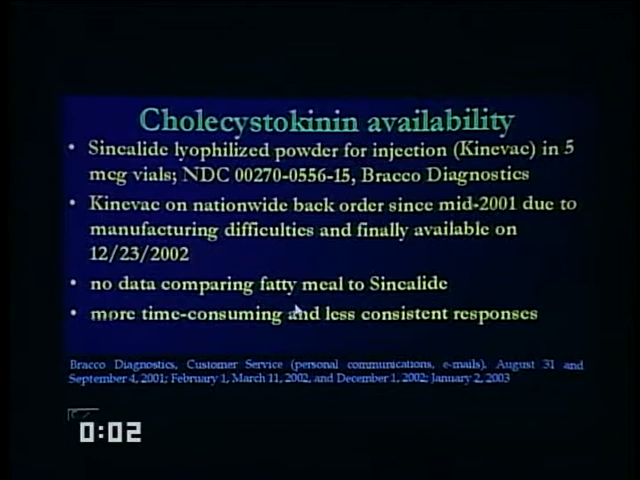 Cholecystokinin availability
• Sincalide lyophilized powder for injection (Kinevac) in 5
mcg vials; NDC 00270-0556-15, Bracco Diagnostics
• Kinevac on nationwide back order since mid-2001 due to
manufacturing difficulties and finally available on
12/23/2002
• no data comparing fatty meal to Sincalide
• more time-consuming and less consistent responses
Bracco Diagnostics, Customer Service (personal communications, e-mails), August 31 and
September 4, 2001; February 1, March 11, 2002, and December 1, 2002; January 2, 2003
0:02